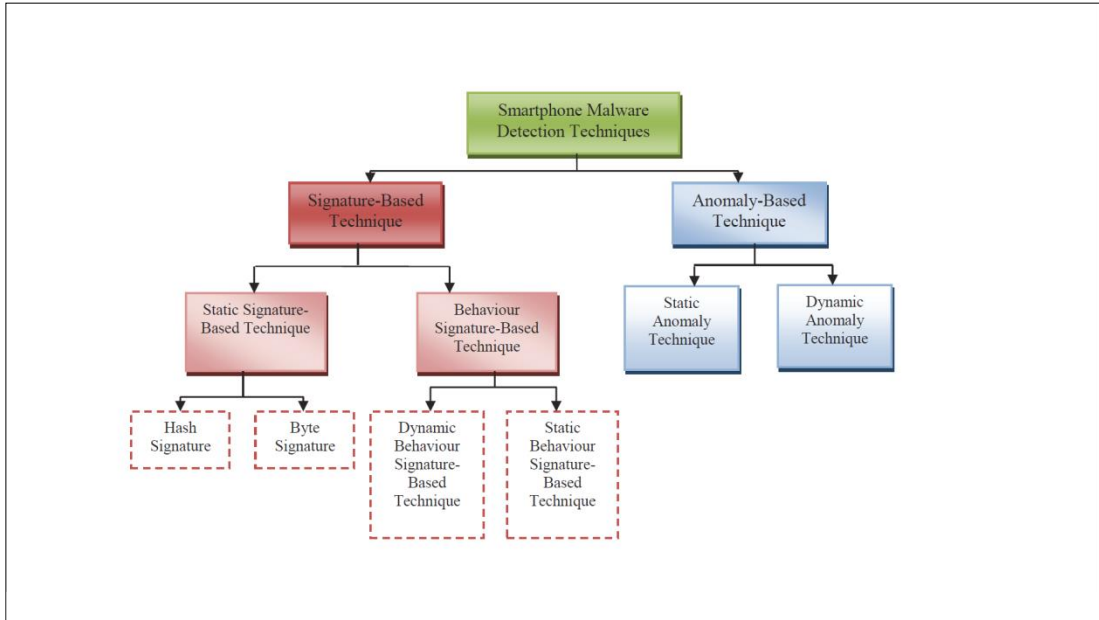 Smartphone Malware
Detection Techniques
Signature-Based
Technique
Anomaly-Based
Technique
Static Signature-
Based Technique
Behaviour
Signature-Based
Technique
Static
Anomaly
Technique
Dynamic
Anomaly
Technique
Hash
Signature
Byte
Signature
Dynamic
Behaviour
Signature-
Based
Technique
Static
Behaviour
Signature-
Based
Technique